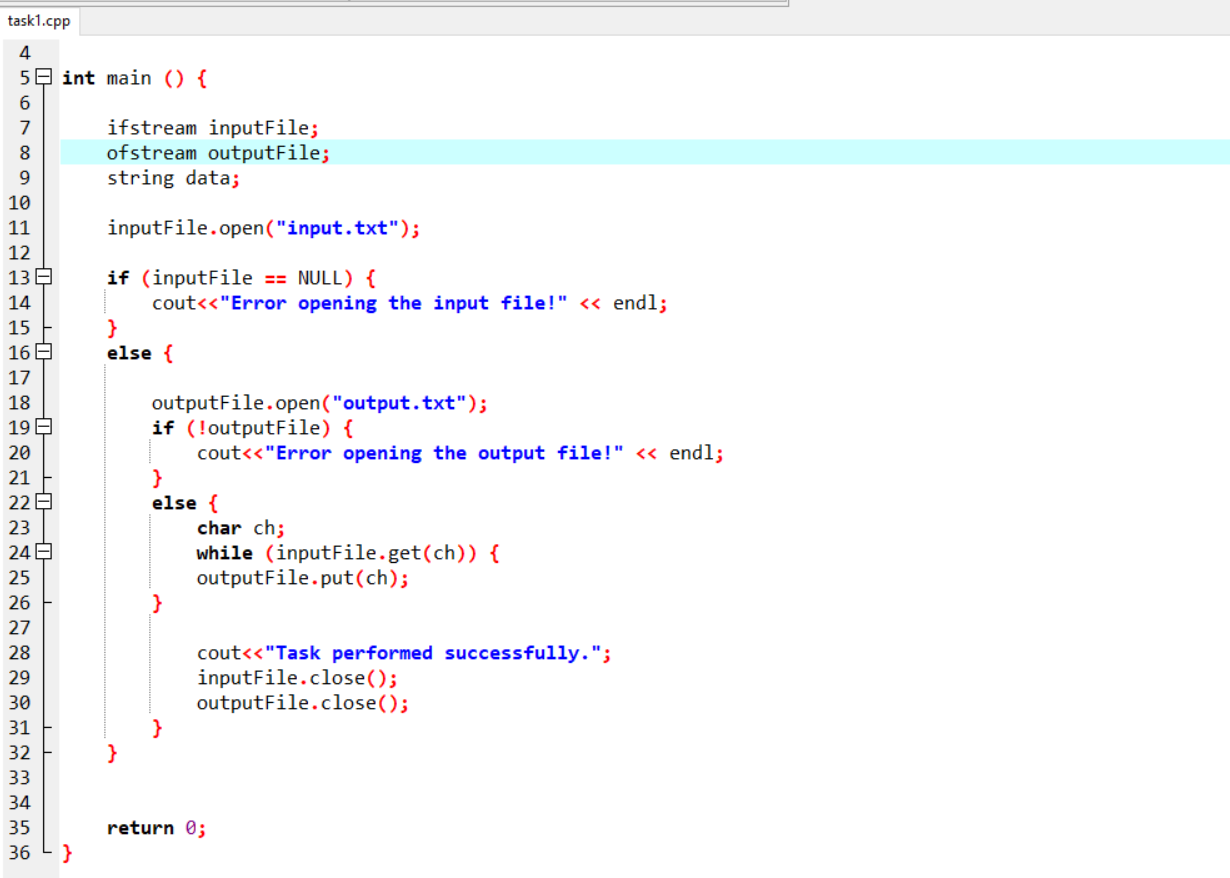 task1.cpp
4
5 int main () {
6
7 ifstream inputFile;
8 ofstream outputFile;
9 string data;
10
11 inputFile.open("input.txt");
12
13 if (inputFile == NULL) {
14 cout<<"Error opening the input file!" << endl;
15 }
16 else {
17
18 outputFile.open("output.txt");
19 if (!outputFile) {
20 cout<<"Error opening the output file!" << endl;
21 }
22 else {
23 char ch;
24 while (inputFile.get(ch)) {
25 outputFile.put(ch);
26 }
27
28 cout<<"Task performed successfully.";
29 inputFile.close();
30 outputFile.close();
31 }
32 }
33
34
35 return 0;
36 }